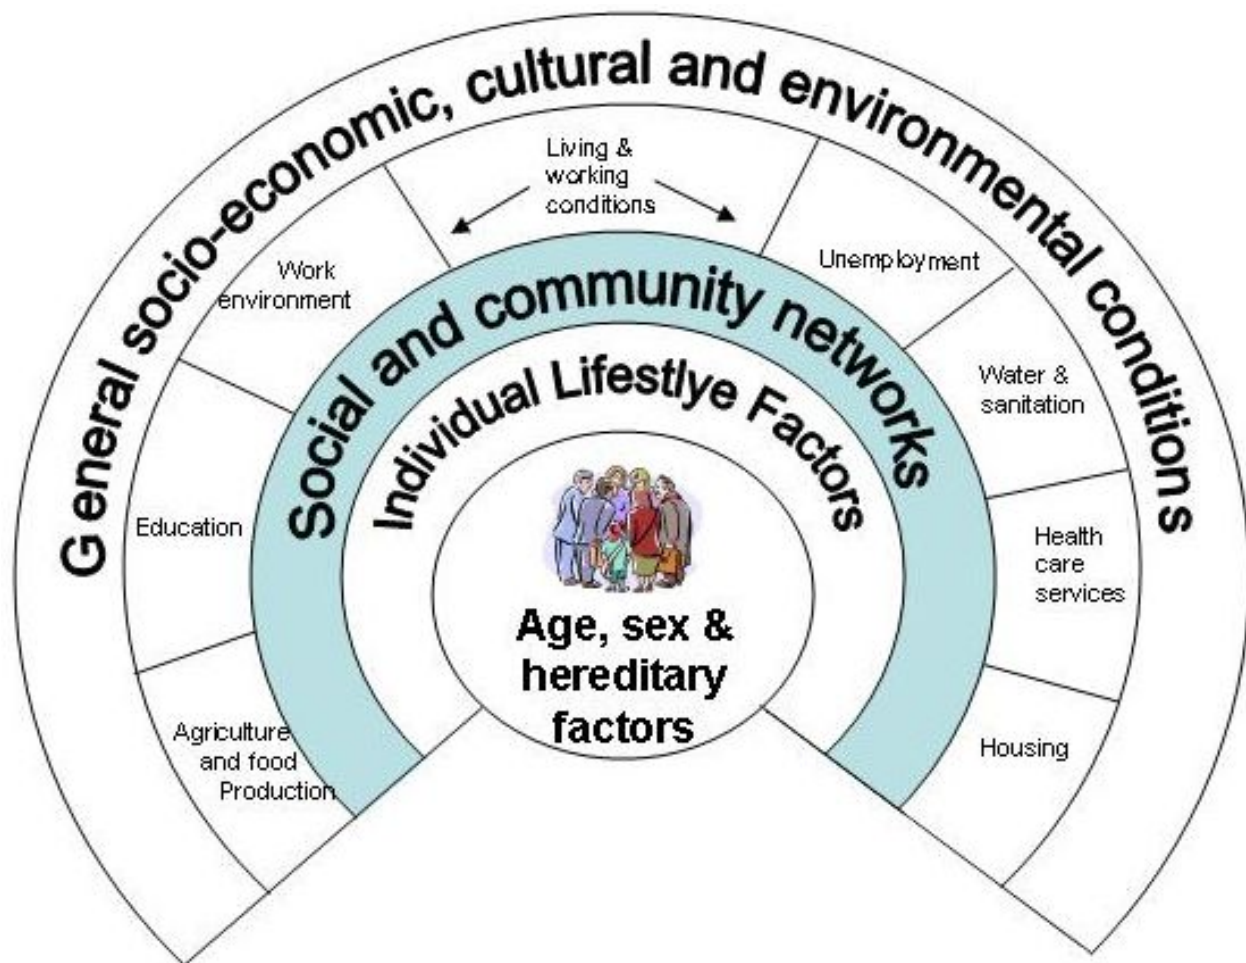 General socio-economic, cultural and environmental conditions
Living &
working
conditions
Work
environment
Unemployment
Social and community networks
Water &
sanitation
Individual Lifestlye Factors
Education
Health
care
services
Age, sex &
hereditary
factors
Agriculture
and food
Production
Housing